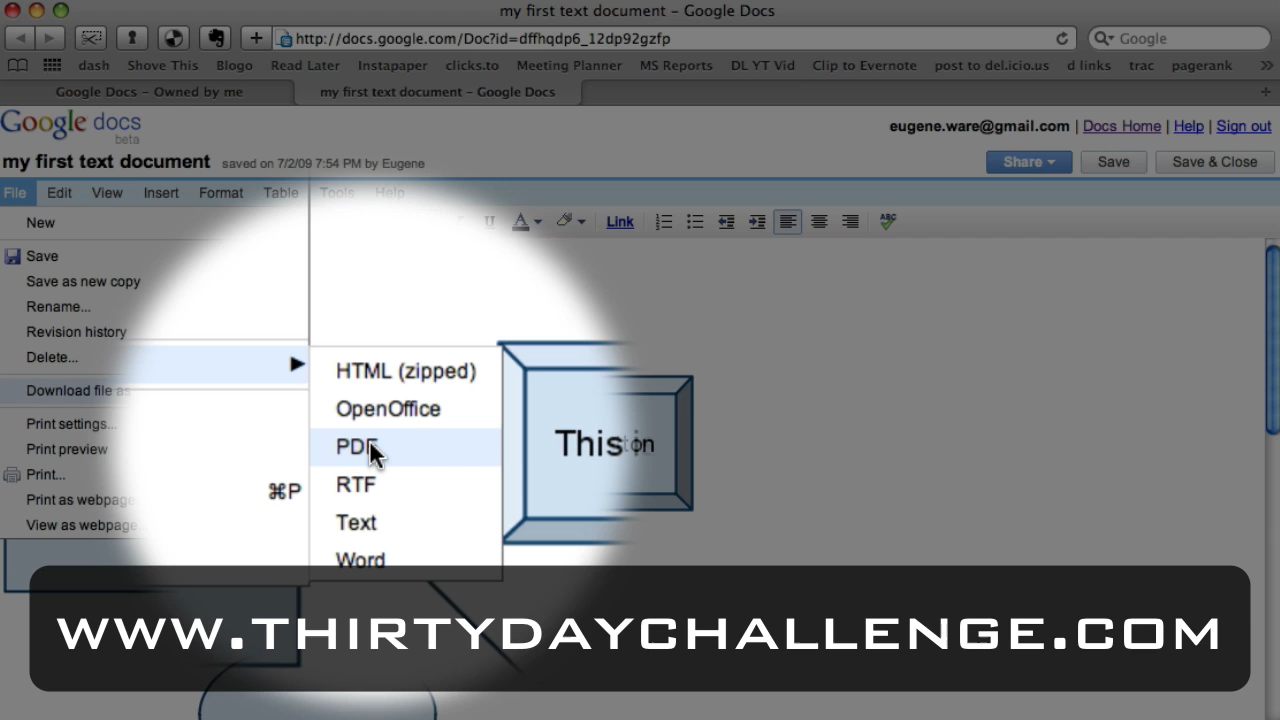 my first text document – Google Docs
http://docs.google.com/Doc?id=dffhqdp6_12dp92gzfp
Google
dash Shove This Blogo Read Later Instapaper clicks.to Meeting Planner MS Reports DL YT Vid Clip to Evernote post to del.icio.us d links trac pagerank
Google Docs – Owned by me
my first text document – Google Docs
Google docs
beta
eugene.ware@gmail.com | Docs Home | Help | Sign out
my first text document saved on 7/2/09 7:54 PM by Eugene
Share Save Save & Close
File Edit View Insert Format Table Tools Help
U A Link ABC
New
Save
Save as new copy
Rename...
Revision history
Delete...
Download file as
Print settings...
Print preview
Print...
⌘P
Print as webpage
View as webpage...
HTML (zipped)
OpenOffice
PDF
RTF
Text
Word
This
WWW.THIRTYDAYCHALLENGE.COM